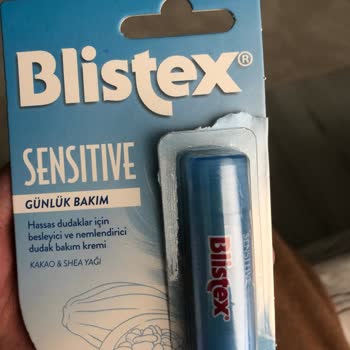 Blistex®
SENSITIVE
GÜNLÜK BAKIM
Hassas dudaklar için
besleyici ve nemlendirici
dudak bakım kremi
KAKAO & SHEA YAĞI
Blistex
SENSITIVE